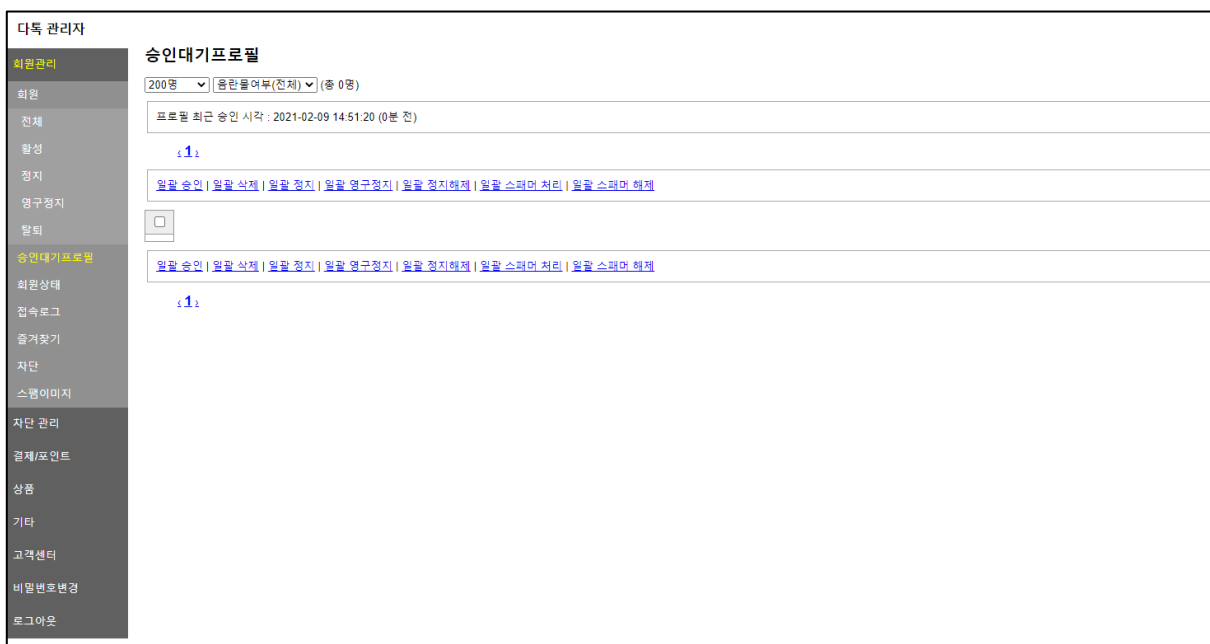 다톡 관리자
회원관리
회원
전체
활성
정지
영구정지
탈퇴
승인대기프로필
회원상태
접속로그
즐겨찾기
차단
스팸이미지
차단 관리
결제/포인트
상품
기타
고객센터
비밀번호변경
로그아웃
승인대기프로필
200명 음란물여부(전체) (총 0명)
프로필 최근 승인 시각 : 2021-02-09 14:51:20 (0분 전)
‹ 1 ›
일괄 승인 | 일괄 삭제 | 일괄 정지 | 일괄 영구정지 | 일괄 정지해제 | 일괄 스패머 처리 | 일괄 스패머 해제
일괄 승인 | 일괄 삭제 | 일괄 정지 | 일괄 영구정지 | 일괄 정지해제 | 일괄 스패머 처리 | 일괄 스패머 해제
‹ 1 ›